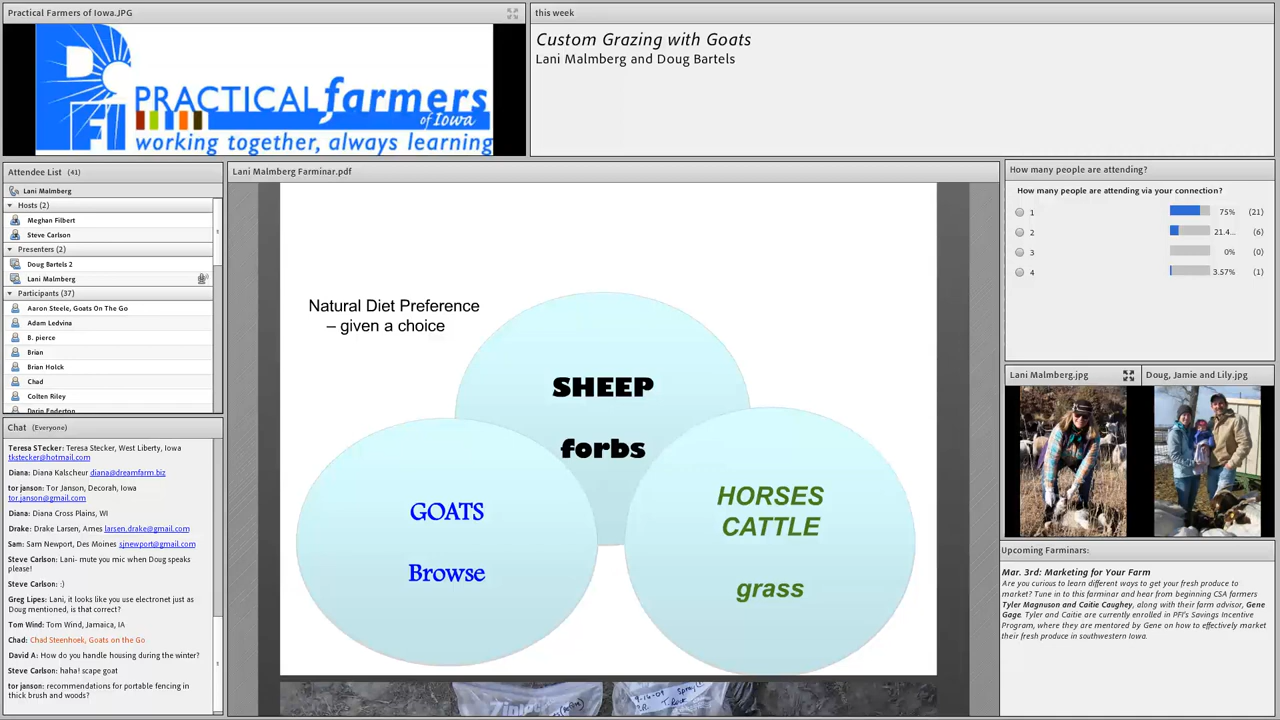 Practical Farmers of Iowa.JPG
PRACTICAL farmers
of Iowa
working together, always learning
this week
Custom Grazing with Goats
Lani Malmberg and Doug Bartels
Attendee List (41)
Lani Malmberg
Hosts (2)
Meghan Filbert
Steve Carlson
Presenters (2)
Doug Bartels 2
Lani Malmberg
Participants (37)
Aaron Steele, Goats On The Go
Adam Ledvina
B. pierce
Brian
Brian Holck
Chad
Colten Riley
Darin Enderton
Chat (Everyone)
Teresa STecker: Teresa Stecker, West Liberty, Iowa
tkstecker@hotmail.com
Diana: Diana Kalscheur diana@dreamfarm.biz
tor janson: Tor Janson, Decorah, Iowa
tor.janson@gmail.com
Diana: Diana Cross Plains, WI
Drake: Drake Larsen, Ames larsen.drake@gmail.com
Sam: Sam Newport, Des Moines sjnewport@gmail.com
Steve Carlson: Lani- mute you mic when Doug speaks
please!
Steve Carlson: :)
Greg Lipes: Lani, it looks like you use electronet just as
Doug mentioned, is that correct?
Tom Wind: Tom Wind, Jamaica, IA
Chad: Chad Steenhoek, Goats on the Go
David A: How do you handle housing during the winter?
Steve Carlson: haha! scape goat
tor janson: recommendations for portable fencing in
thick brush and woods?
Lani Malmberg Farminar.pdf
Natural Diet Preference
– given a choice
SHEEP
forbs
GOATS
Browse
HORSES
CATTLE
grass
9-16-09
How many people are attending?
How many people are attending via your connection?
1 75% (21)
2 21.4... (6)
3 0% (0)
4 3.57% (1)
Lani Malmberg.jpg
Doug, Jamie and Lily.jpg
Upcoming Farminars:
Mar. 3rd: Marketing for Your Farm
Are you curious to learn different ways to get your fresh produce to
market? Tune in to this farminar and hear from beginning CSA farmers
Tyler Magnuson and Caitie Caughey, along with their farm advisor, Gene
Gage. Tyler and Caitie are currently enrolled in PFI's Savings Incentive
Program, where they are mentored by Gene on how to effectively market
their fresh produce in southwestern Iowa.